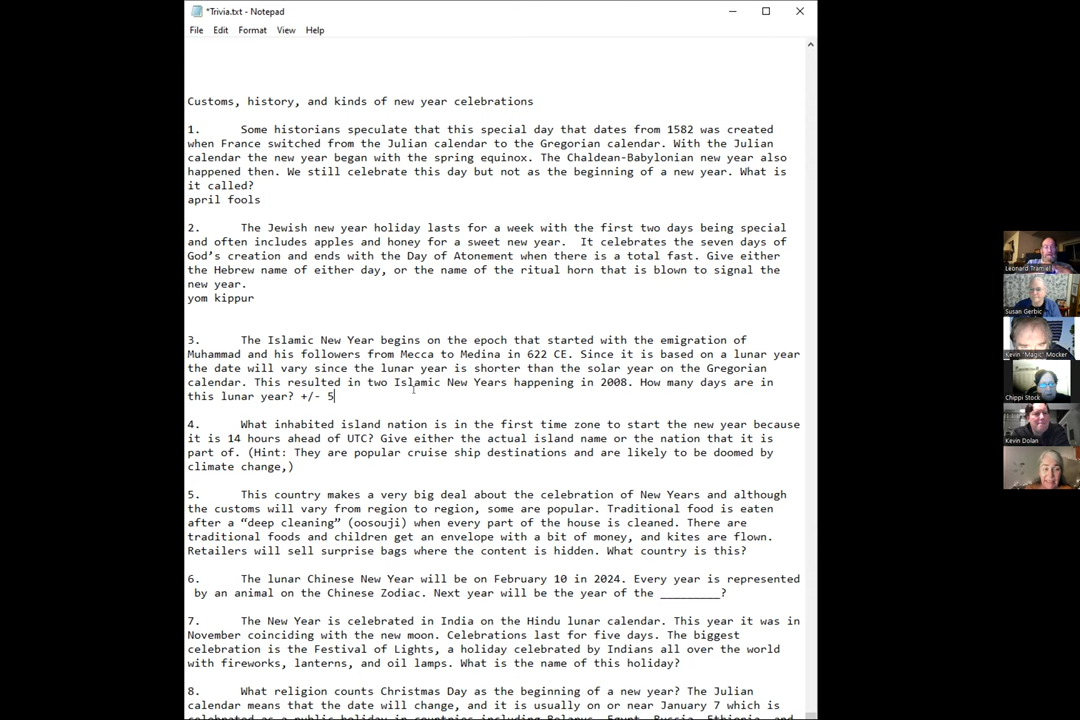 *Trivia.txt - Notepad
File Edit Format View Help
Customs, history, and kinds of new year celebrations
1. Some historians speculate that this special day that dates from 1582 was created
when France switched from the Julian calendar to the Gregorian calendar. With the Julian
calendar the new year began with the spring equinox. The Chaldean-Babylonian new year also
happened then. We still celebrate this day but not as the beginning of a new year. What is
it called?
april fools
2. The Jewish new year holiday lasts for a week with the first two days being special
and often includes apples and honey for a sweet new year. It celebrates the seven days of
God's creation and ends with the Day of Atonement when there is a total fast. Give either
the Hebrew name of either day, or the name of the ritual horn that is blown to signal the
new year.
yom kippur
3. The Islamic New Year begins on the epoch that started with the emigration of
Muhammad and his followers from Mecca to Medina in 622 CE. Since it is based on a lunar year
the date will vary since the lunar year is shorter than the solar year on the Gregorian
calendar. This resulted in two Islamic New Years happening in 2008. How many days are in
this lunar year? +/- 5
4. What inhabited island nation is in the first time zone to start the new year because
it is 14 hours ahead of UTC? Give either the actual island name or the nation that it is
part of. (Hint: They are popular cruise ship destinations and are likely to be doomed by
climate change,)
5. This country makes a very big deal about the celebration of New Years and although
the customs will vary from region to region, some are popular. Traditional food is eaten
after a “deep cleaning” (oosouji) when every part of the house is cleaned. There are
traditional foods and children get an envelope with a bit of money, and kites are flown.
Retailers will sell surprise bags where the content is hidden. What country is this?
6. The lunar Chinese New Year will be on February 10 in 2024. Every year is represented
by an animal on the Chinese Zodiac. Next year will be the year of the _________?
7. The New Year is celebrated in India on the Hindu lunar calendar. This year it was in
November coinciding with the new moon. Celebrations last for five days. The biggest
celebration is the Festival of Lights, a holiday celebrated by Indians all over the world
with fireworks, lanterns, and oil lamps. What is the name of this holiday?
8. What religion counts Christmas Day as the beginning of a new year? The Julian
calendar means that the date will change, and it is usually on or near January 7 which is
celebrated as a public holiday in countries including Belarus, Egypt, Russia, Ethiopia, and
Leonard Tramiel
Susan Gerbic
Kevin 'Magic' Mocker
Chippi Stock
Kevin Dolan